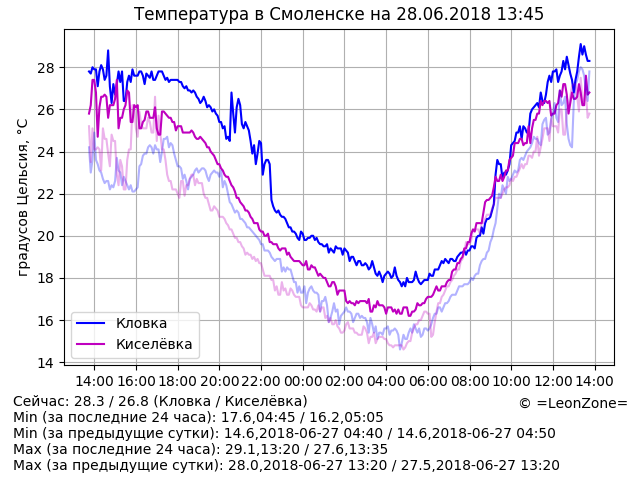 Температура в Смоленске на 28.06.2018 13:45
градусов Цельсия, °C
28
26
24
22
20
18
16
14
Кловка
Киселёвка
14:00 16:00 18:00 20:00 22:00 00:00 02:00 04:00 06:00 08:00 10:00 12:00 14:00
Сейчас: 28.3 / 26.8 (Кловка / Киселёвка)
© =LeonZone=
Min (за последние 24 часа): 17.6,04:45 / 16.2,05:05
Min (за предыдущие сутки): 14.6,2018-06-27 04:40 / 14.6,2018-06-27 04:50
Max (за последние 24 часа): 29.1,13:20 / 27.6,13:35
Max (за предыдущие сутки): 28.0,2018-06-27 13:20 / 27.5,2018-06-27 13:20